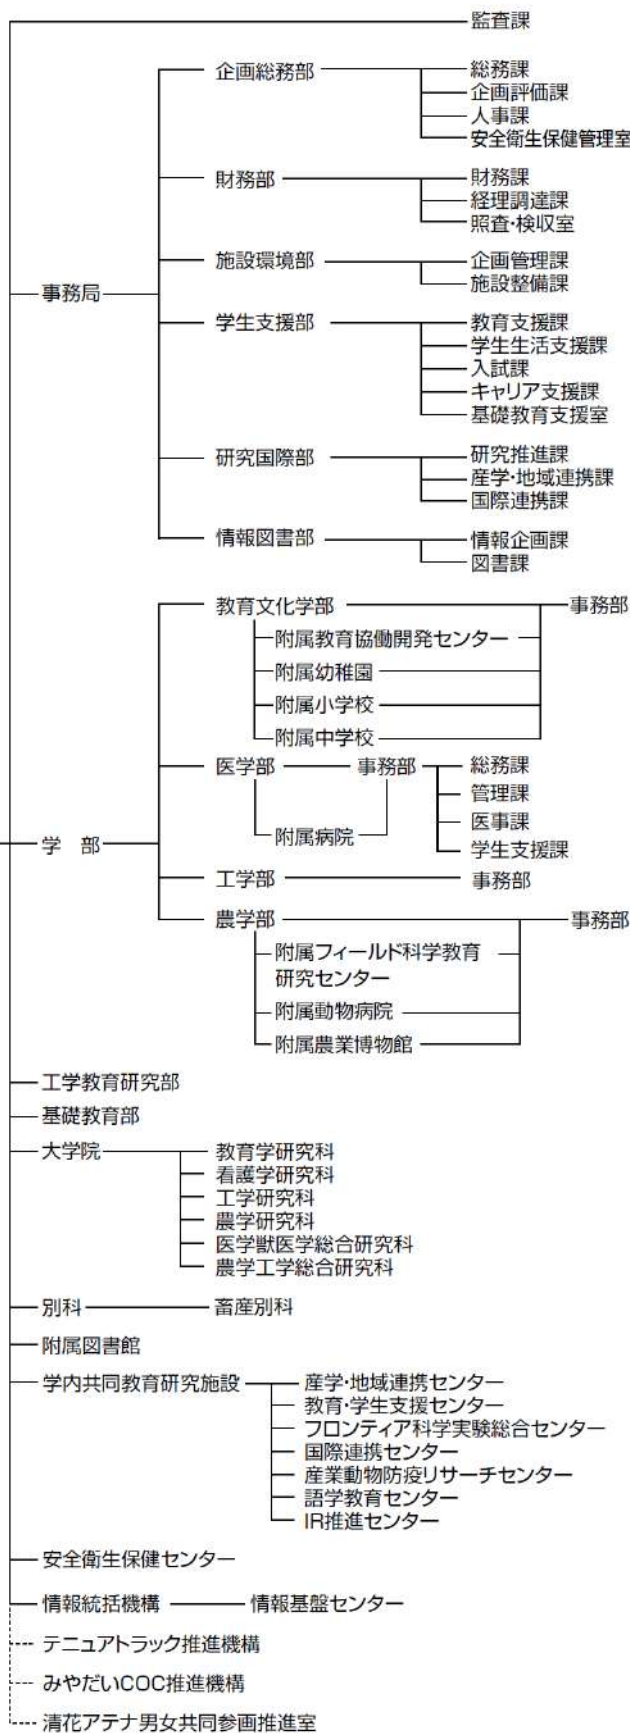 監査課
企画総務部
総務課
企画評価課
人事課
安全衛生保健管理室
財務部
財務課
経理調達課
照査・検収室
施設環境部
企画管理課
施設整備課
事務局
学生支援部
教育支援課
学生生活支援課
入試課
キャリア支援課
基礎教育支援室
研究国際部
研究推進課
産学・地域連携課
国際連携課
情報図書部
情報企画課
図書課
教育文化学部
事務部
附属教育協働開発センター
附属幼稚園
附属小学校
附属中学校
医学部
事務部
総務課
管理課
医事課
学生支援課
附属病院
学 部
工学部
事務部
農学部
事務部
附属フィールド科学教育
研究センター
附属動物病院
附属農業博物館
工学教育研究部
基礎教育部
大学院
教育学研究科
看護学研究科
工学研究科
農学研究科
医学獣医学総合研究科
農学工学総合研究科
別科
畜産別科
附属図書館
学内共同教育研究施設
産学・地域連携センター
教育・学生支援センター
フロンティア科学実験総合センター
国際連携センター
産業動物防疫リサーチセンター
語学教育センター
IR推進センター
安全衛生保健センター
情報統括機構
情報基盤センター
テニュアトラック推進機構
みやだいCOC推進機構
清花アテナ男女共同参画推進室